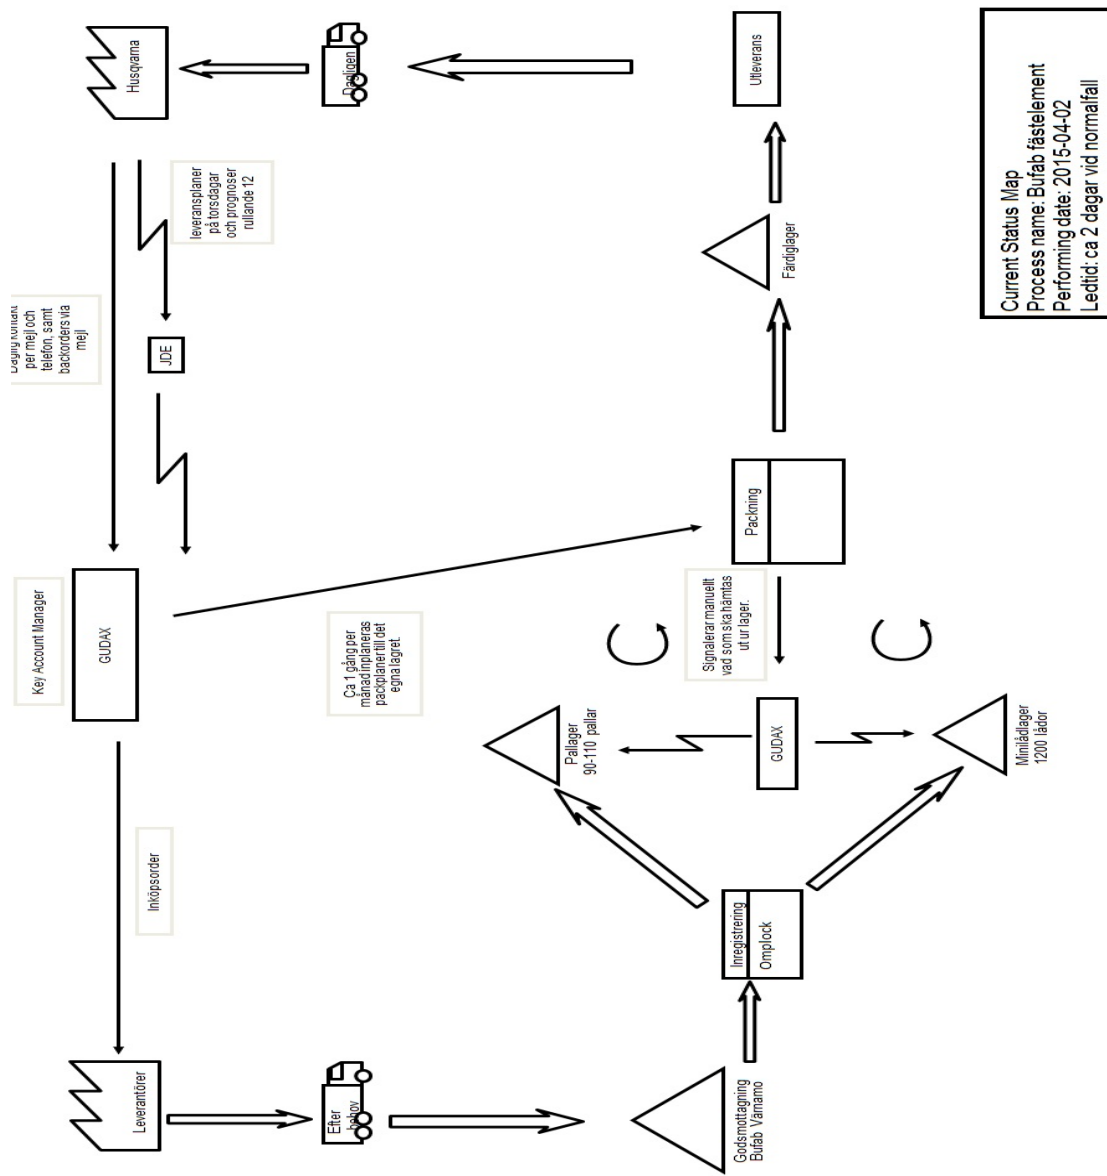 Key Account Manager
GUDAX
Leverantörer
Inköpsorder
per mejl och
telefon, samt
backorders via
mejl
Husqvarna
JDE
leveransplaner
på torsdagar
och prognoser
rullande 12
Efter
behov
Ca 1 gång per
månad inplaneras
packplaner till det
egna lagret.
Dagligen
Pallager
90-110 pallar
Godsmottagning
Bufab Värnamo
Inregistrering
Omplock
GUDAX
Signalerar manuellt
vad som ska hämtas
ut ur lager.
Packning
Färdiglager
Utleverans
Minilådlager
1200 lådor
Current Status Map
Process name: Bufab fästelement
Performing date: 2015-04-02
Ledtid: ca 2 dagar vid normalfall